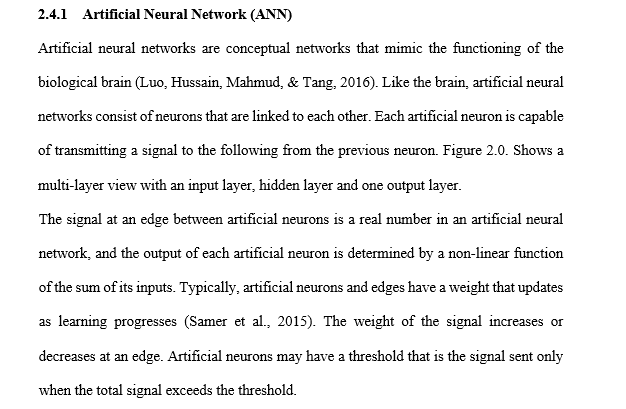 2.4.1 Artificial Neural Network (ANN)
Artificial neural networks are conceptual networks that mimic the functioning of the
biological brain (Luo, Hussain, Mahmud, & Tang, 2016). Like the brain, artificial neural
networks consist of neurons that are linked to each other. Each artificial neuron is capable
of transmitting a signal to the following from the previous neuron. Figure 2.0. Shows a
multi-layer view with an input layer, hidden layer and one output layer.
The signal at an edge between artificial neurons is a real number in an artificial neural
network, and the output of each artificial neuron is determined by a non-linear function
of the sum of its inputs. Typically, artificial neurons and edges have a weight that updates
as learning progresses (Samer et al., 2015). The weight of the signal increases or
decreases at an edge. Artificial neurons may have a threshold that is the signal sent only
when the total signal exceeds the threshold.